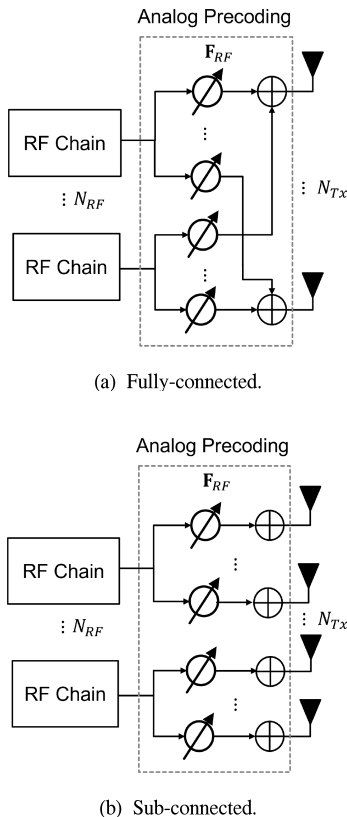 Analog Precoding
F_RF
RF Chain
⋮
⋮ N_RF
⋮ N_Tx
RF Chain
⋮
(a) Fully-connected.
Analog Precoding
F_RF
RF Chain
⋮
⋮ N_RF
⋮ N_Tx
RF Chain
⋮
(b) Sub-connected.